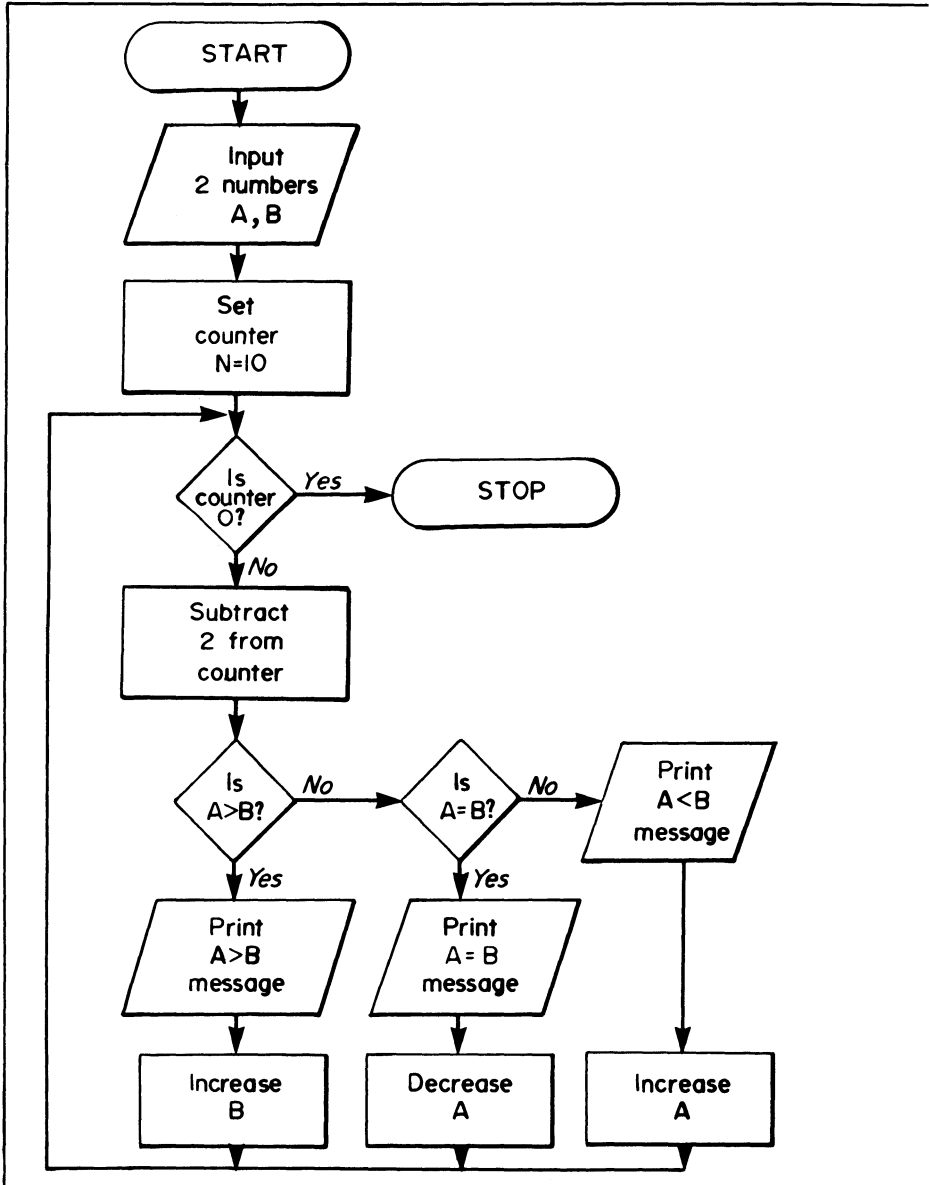 START
Input
2 numbers
A, B
Set
counter
N=10
Is
counter
0?
Yes
STOP
No
Subtract
2 from
counter
Is
A>B?
No
Is
A=B?
No
Print
A<B
message
Yes
Print
A>B
message
Yes
Print
A=B
message
Increase
B
Decrease
A
Increase
A